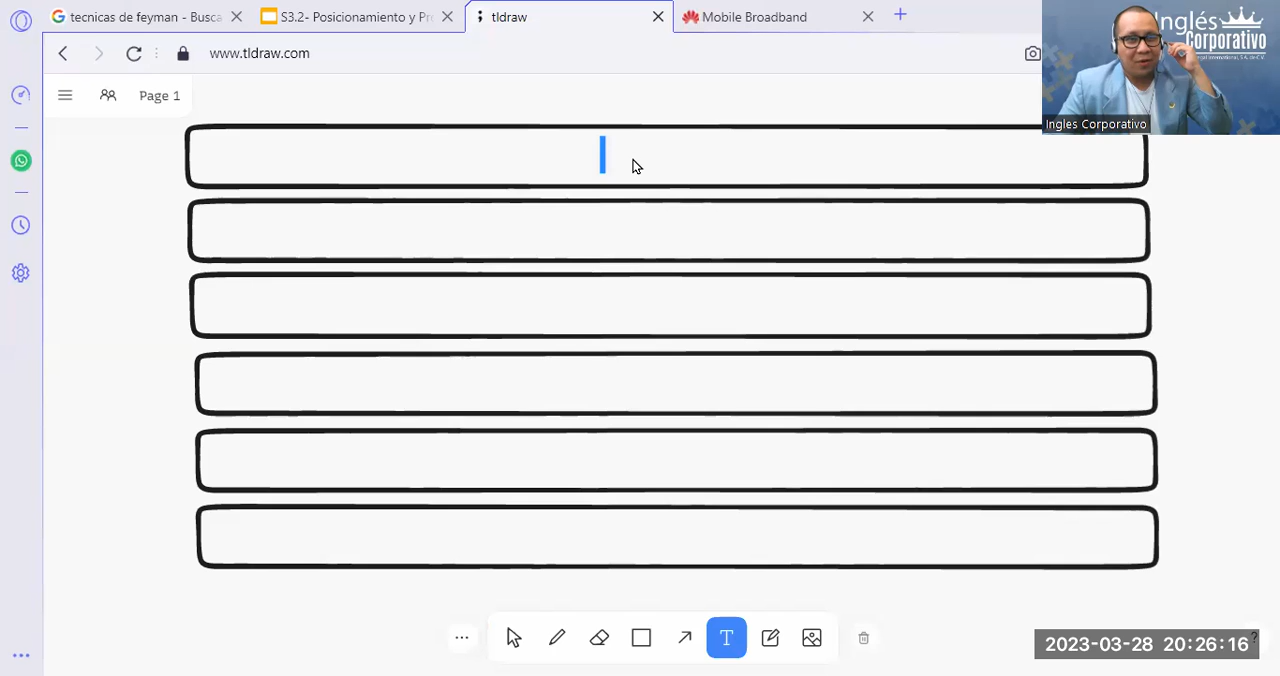 tecnicas de feyman - Busca
S3.2- Posicionamiento y Pr
tldraw
Mobile Broadband
www.tldraw.com
Page 1
Inglés
Corporativo
Ingles Corporativo
T
2023-03-28 20:26:16
?